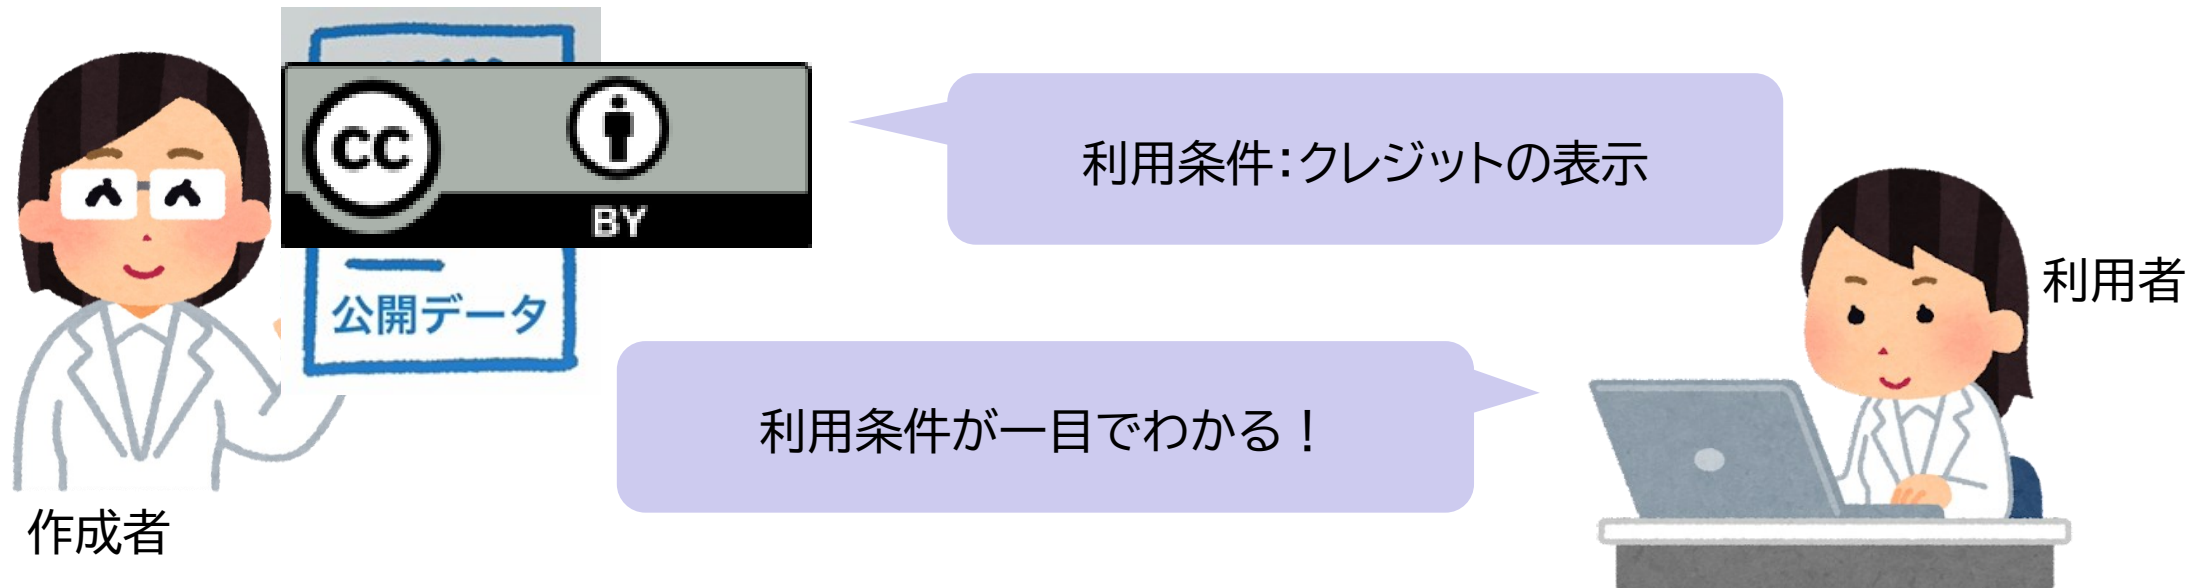 cc
BY
利用条件：クレジットの表示
公開データ
利用条件が一目でわかる！
利用者
作成者